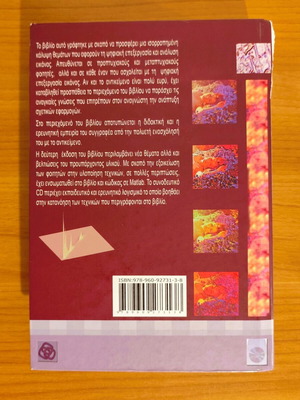 Το βιβλίο αυτό γράφτηκε με σκοπό να προσφέρει μια ισορροπημένη
κάλυψη θεμάτων που αφορούν τη ψηφιακή επεξεργασία και ανάλυση
εικόνας. Απευθύνεται σε προπτυχιακούς και μεταπτυχιακούς
φοιτητές, αλλά και σε κάθε έναν που ασχολείται με τη ψηφιακή
επεξεργασία εικόνας. Αν και το αντικείμενο είναι πολύ ευρύ, έχει
καταβληθεί προσπάθεια το περιεχόμενο του βιβλίου να παράσχει τις
αναγκαίες γνώσεις που επιτρέπουν στον αναγνώστη την ανάπτυξη
σχετικών εφαρμογών.
Στο περιεχόμενο του βιβλίου αποτυπώνεται η διδακτική και η
ερευνητική εμπειρία του συγγραφέα από την πολυετή ενασχόλησή
του με το αντικείμενο.
Η δεύτερη έκδοση του βιβλίου περιλαμβάνει νέα θέματα αλλά και
βελτιώσεις του προϋπάρχοντος υλικού. Με σκοπό την εξοικείωση
των φοιτητών στην υλοποίηση τεχνικών, σε πολλές περιπτώσεις,
έχει ενσωματωθεί στο βιβλίο και κώδικας σε Matlab. Το συνοδευτικό
CD περιέχει εκπαιδευτικό και ερευνητικό λογισμικό το οποίο βοηθάει
στην κατανόηση των τεχνικών που περιγράφονται στο βιβλίο.
ISBN: 978-960-92731-3-8